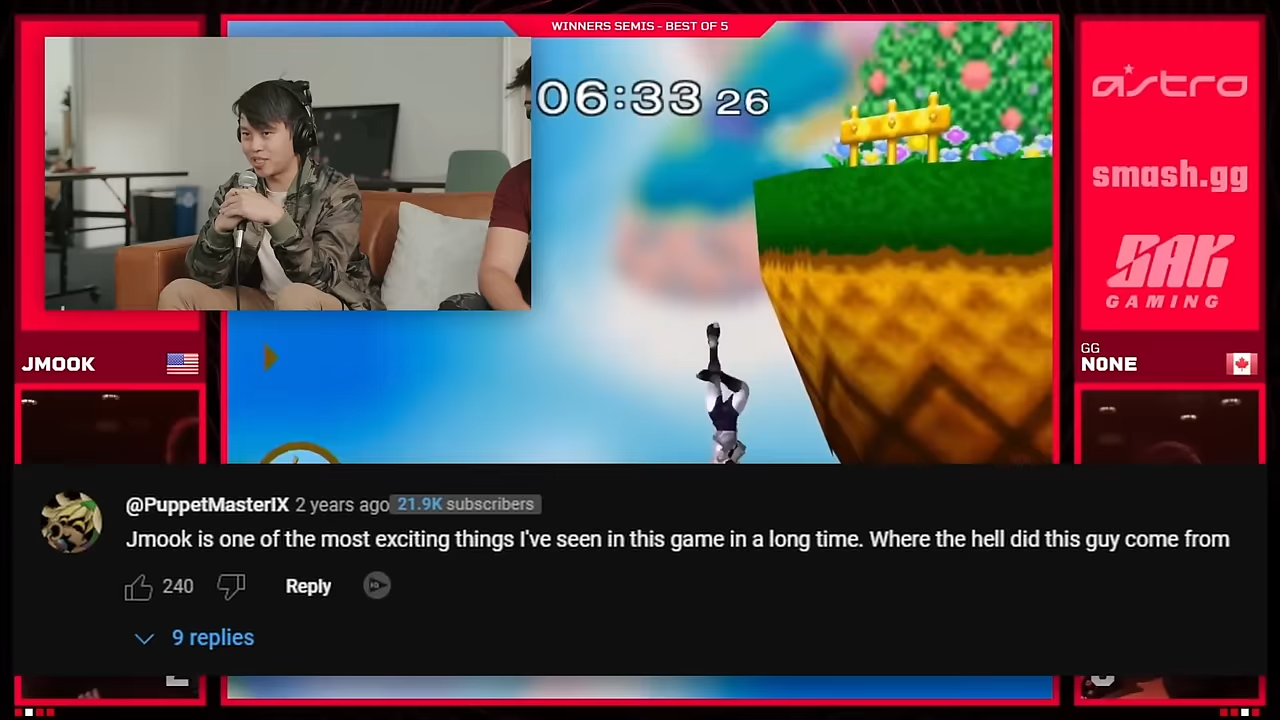 WINNERS SEMIS - BEST OF 5
06:33 26
astro
smash.gg
GAK
GAMING
JMOOK
GG
NONE
@PuppetMasterIX 2 years ago 21.9K subscribers
Jmook is one of the most exciting things I've seen in this game in a long time. Where the hell did this guy come from
240 Reply
9 replies